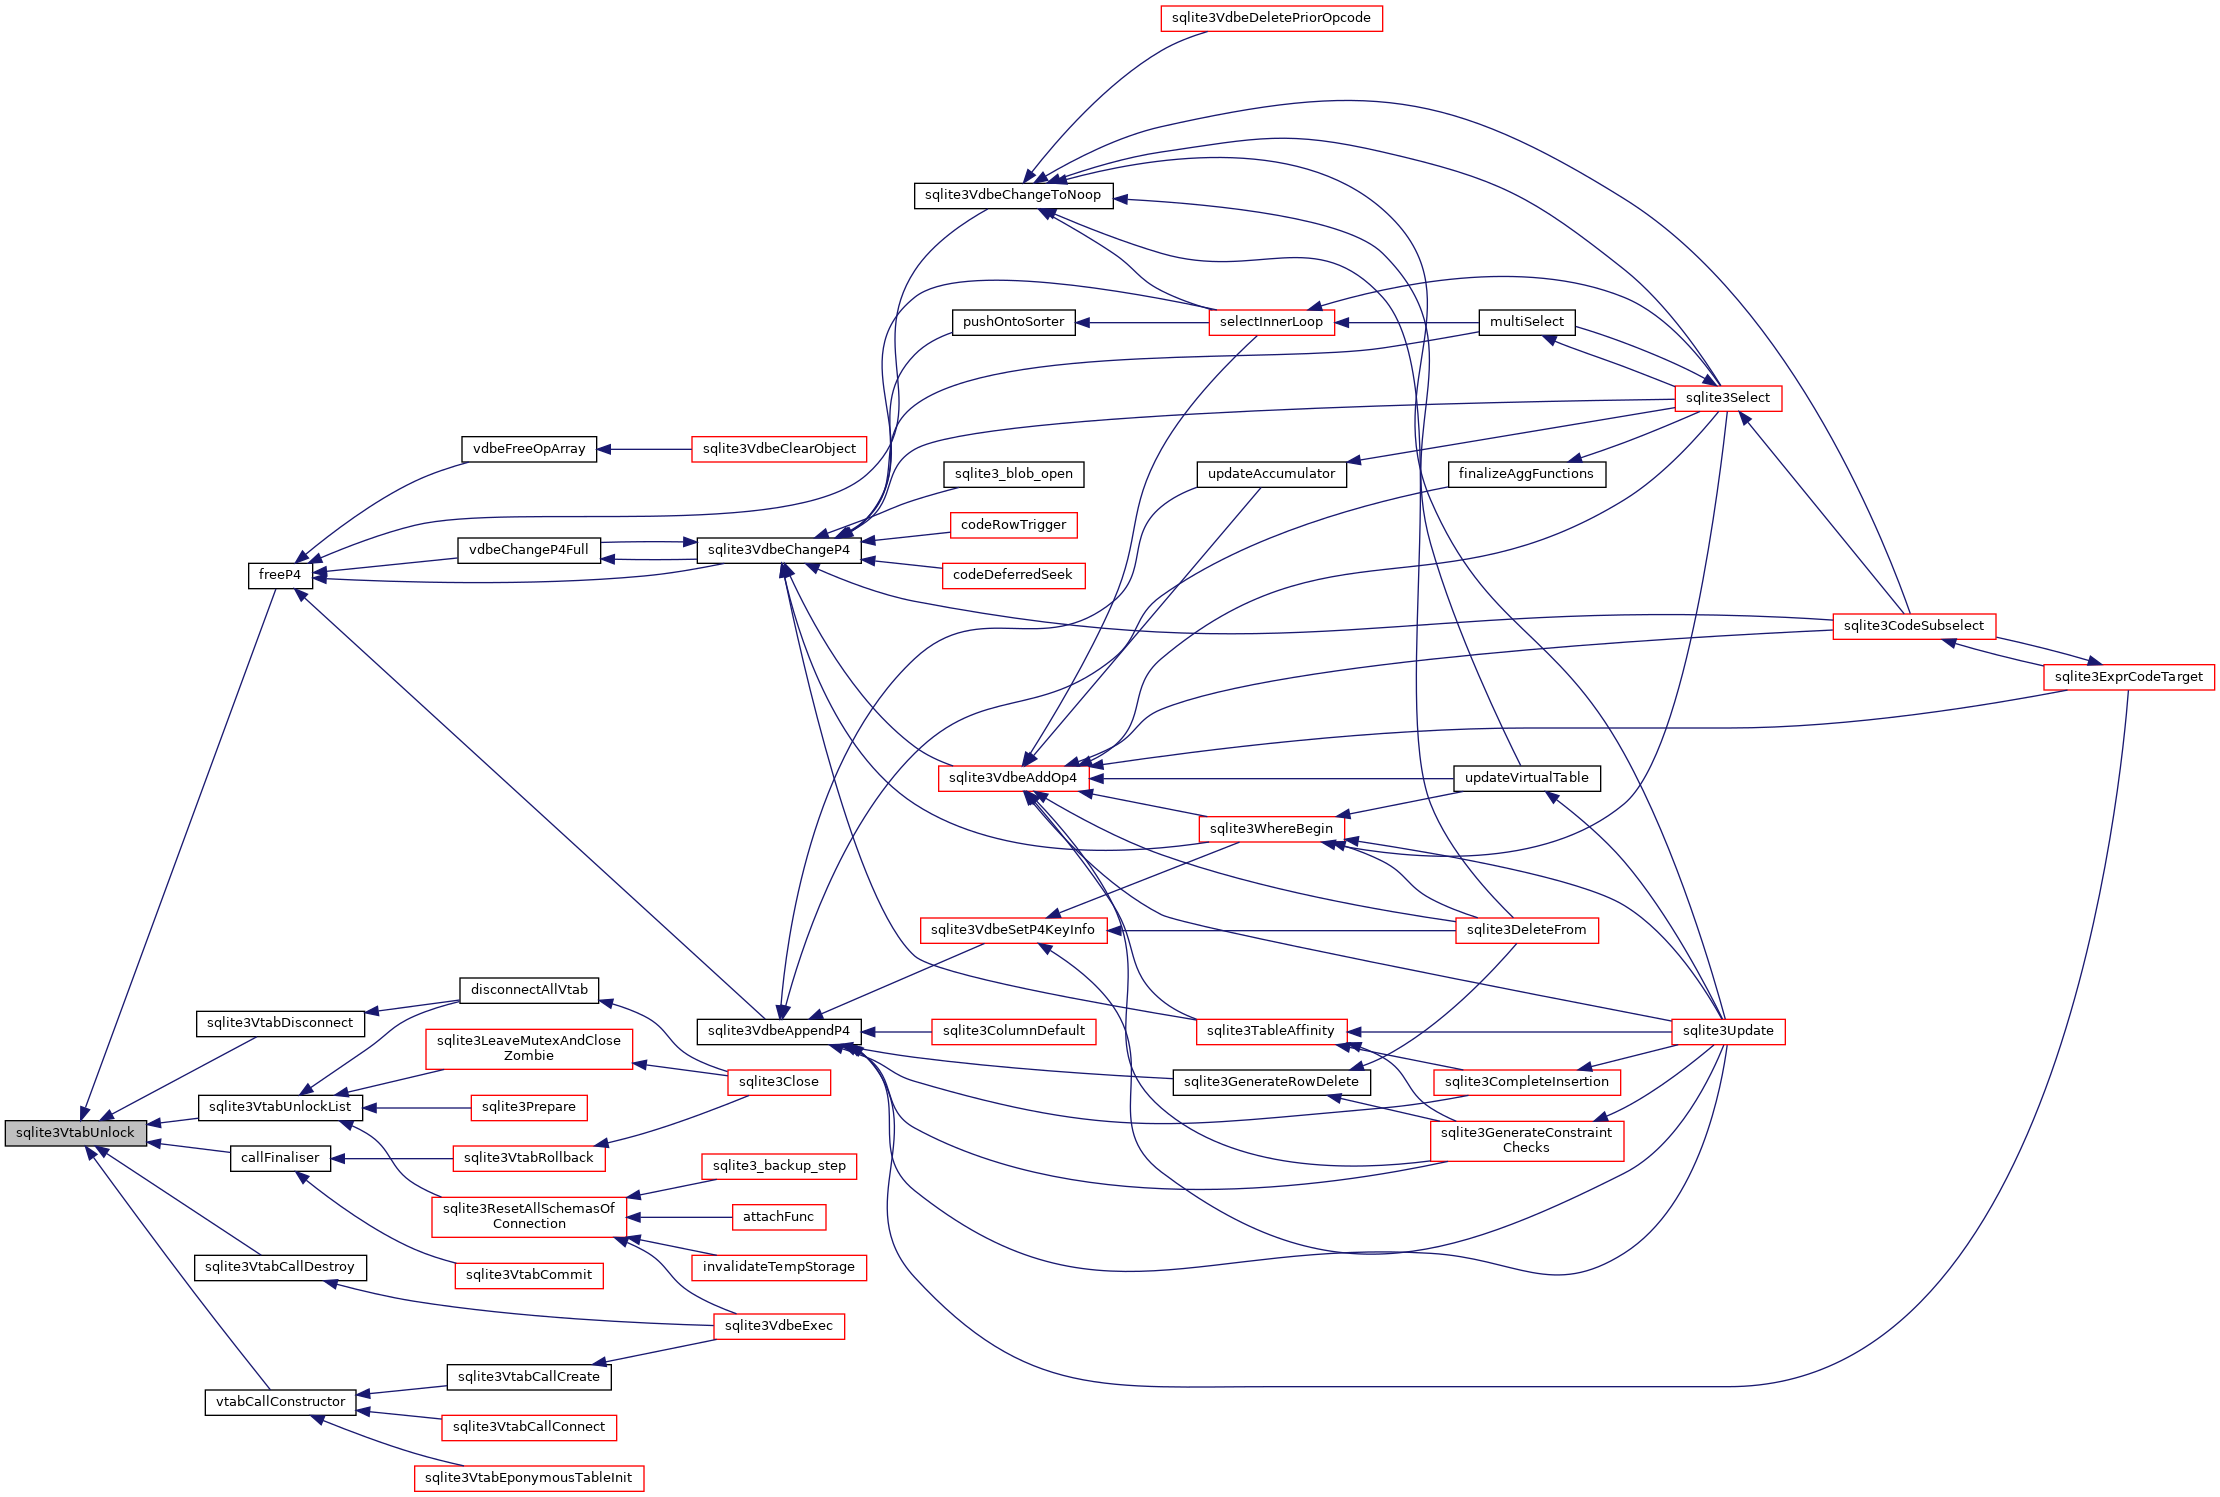 sqlite3VdbeDeletePriorOpcode
sqlite3VdbeChangeToNoop
pushOntoSorter
selectInnerLoop
multiSelect
sqlite3Select
vdbeFreeOpArray
sqlite3VdbeClearObject
sqlite3_blob_open
updateAccumulator
finalizeAggFunctions
codeRowTrigger
vdbeChangeP4Full
sqlite3VdbeChangeP4
freeP4
codeDeferredSeek
sqlite3CodeSubselect
sqlite3ExprCodeTarget
sqlite3VdbeAddOp4
updateVirtualTable
sqlite3WhereBegin
sqlite3VdbeSetP4KeyInfo
sqlite3DeleteFrom
disconnectAllVtab
sqlite3VtabDisconnect
sqlite3VdbeAppendP4
sqlite3ColumnDefault
sqlite3TableAffinity
sqlite3Update
sqlite3LeaveMutexAndClose
Zombie
sqlite3Close
sqlite3GenerateRowDelete
sqlite3CompleteInsertion
sqlite3VtabUnlockList
sqlite3Prepare
sqlite3VtabUnlock
sqlite3GenerateConstraint
Checks
callFinaliser
sqlite3VtabRollback
sqlite3_backup_step
sqlite3ResetAllSchemasOf
Connection
attachFunc
sqlite3VtabCallDestroy
sqlite3VtabCommit
invalidateTempStorage
sqlite3VdbeExec
sqlite3VtabCallCreate
vtabCallConstructor
sqlite3VtabCallConnect
sqlite3VtabEponymousTableInit